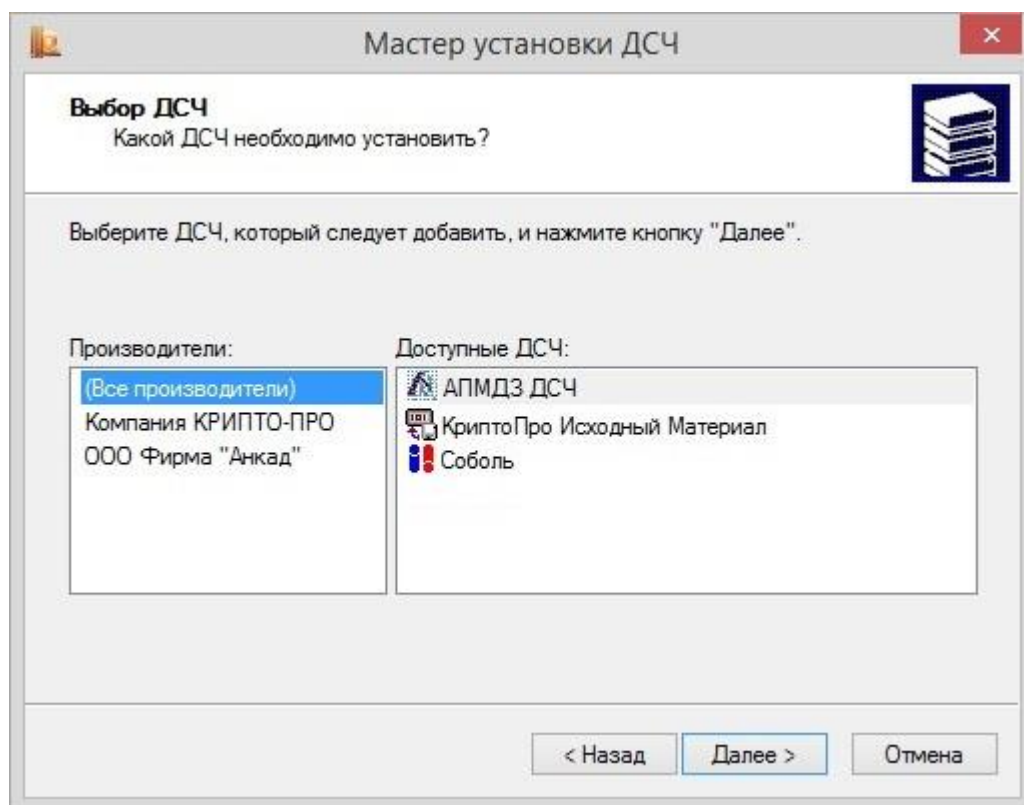 Мастер установки ДСЧ
Выбор ДСЧ
Какой ДСЧ необходимо установить?
Выберите ДСЧ, который следует добавить, и нажмите кнопку "Далее".
Производители:
(Все производители)
Компания КРИПТО-ПРО
ООО Фирма "Анкад"
Доступные ДСЧ:
АПМДЗ ДСЧ
КриптоПро Исходный Материал
Соболь
< Назад
Далее >
Отмена